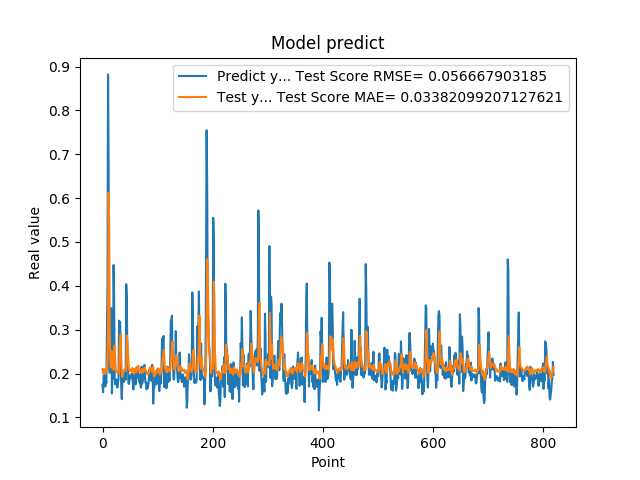 Model predict
Predict y... Test Score RMSE= 0.056667903185
Test y... Test Score MAE= 0.03382099207127621
0.9
0.8
0.7
0.6
0.5
0.4
0.3
0.2
0.1
Real value
0 200 400 600 800
Point